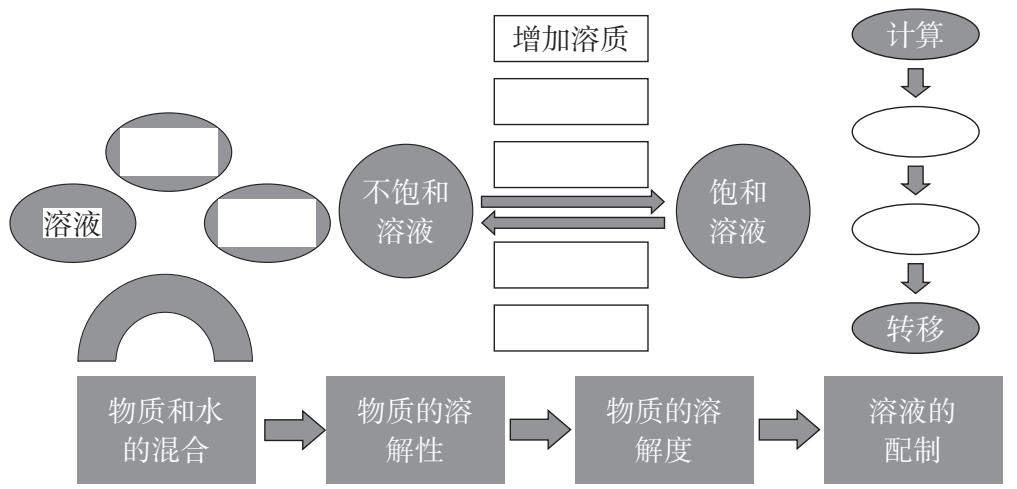 增加溶质
计算
溶液
不饱和
溶液
饱和
溶液
转移
物质和水
的混合
物质的溶
解性
物质的溶
解度
溶液的
配制